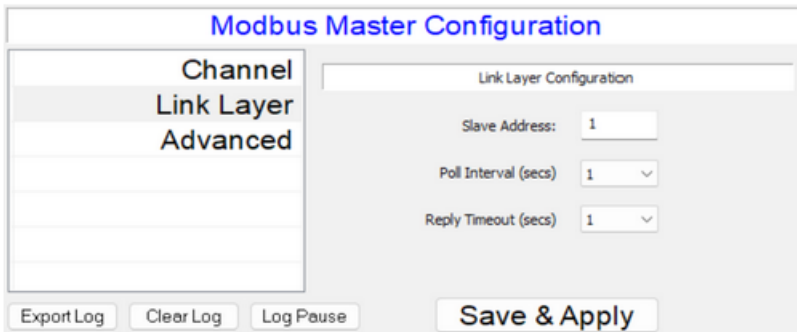 Modbus Master Configuration
Channel
Link Layer
Advanced
Link Layer Configuration
Slave Address: 1
Poll Interval (secs) 1
Reply Timeout (secs) 1
Export Log Clear Log Log Pause Save & Apply